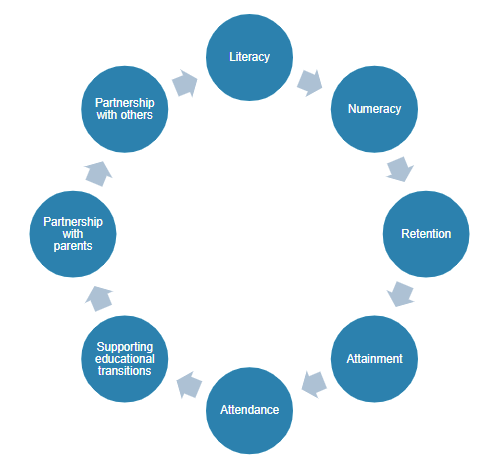 Literacy
Numeracy
Retention
Attainment
Attendance
Supporting
educational
transitions
Partnership
with
parents
Partnership
with others